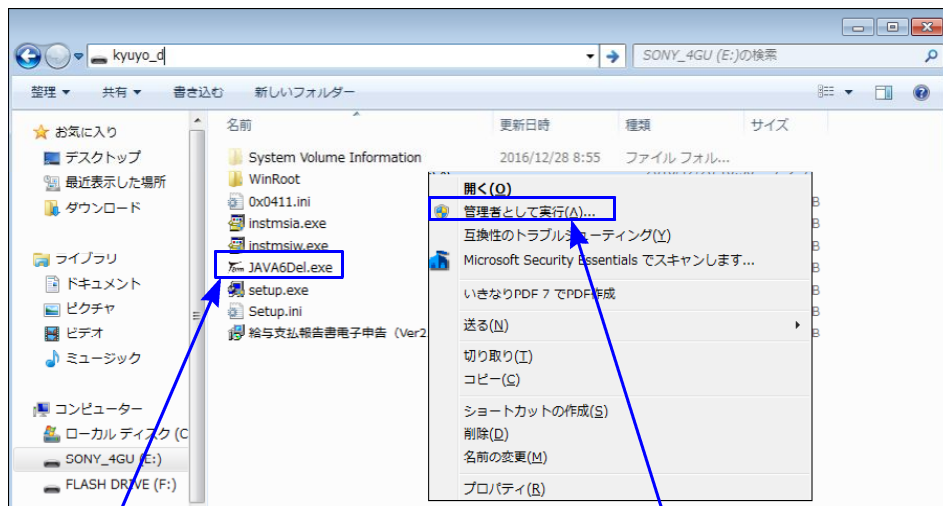 kyuyo_d
SONY_4GU (E:)の検索
整理
共有
書き込む
新しいフォルダー
お気に入り
デスクトップ
最近表示した場所
ダウンロード
ライブラリ
ドキュメント
ピクチャ
ビデオ
ミュージック
コンピューター
ローカル ディスク (C
SONY_4GU (E:)
FLASH DRIVE (F:)
名前
更新日時
種類
サイズ
System Volume Information
2016/12/28 8:55
ファイル フォル...
WinRoot
0x0411.ini
instmsia.exe
instmsiw.exe
JAVA6Del.exe
setup.exe
Setup.ini
給与支払報告書電子申告（Ver2
B
B
B
B
B
B
B
開く(O)
管理者として実行(A)...
互換性のトラブルシューティング(Y)
Microsoft Security Essentials でスキャンします...
いきなりPDF 7 でPDF作成
送る(N)
切り取り(T)
コピー(C)
ショートカットの作成(S)
削除(D)
名前の変更(M)
プロパティ(R)